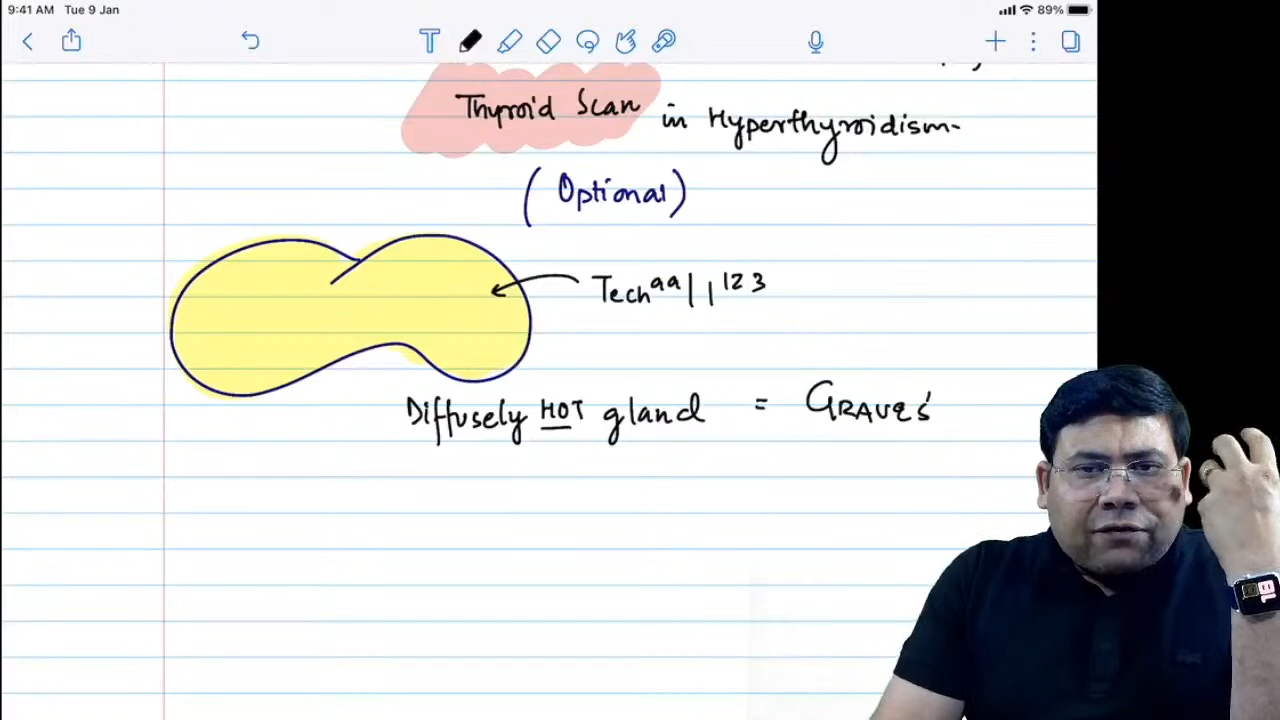 9:41 AM Tue 9 Jan
89%
T
Thyroid Scan in Hyperthyroidism
(Optional)
Tech⁹⁹/I¹²³
Diffusely HOT gland = GRAVES'